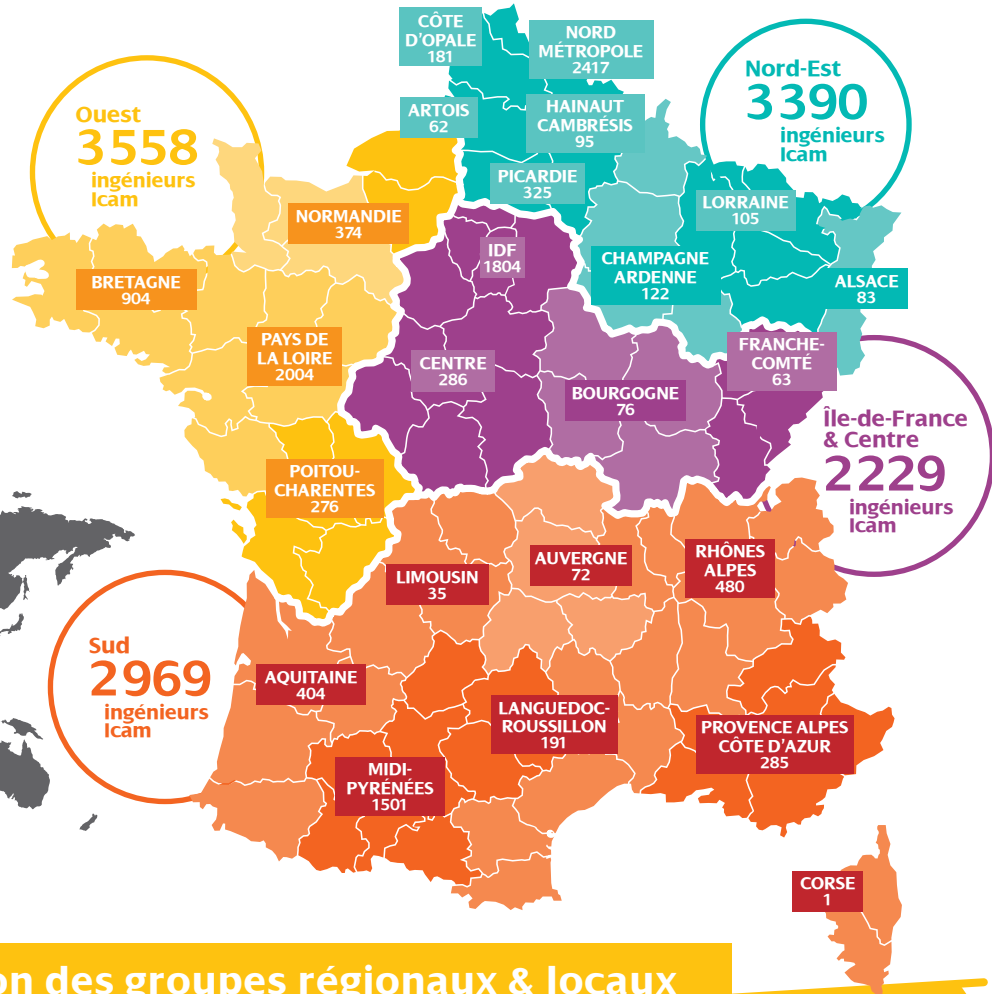 CÔTE
D'OPALE
181
NORD
MÉTROPOLE
2417
ARTOIS
62
HAINAUT
CAMBRÉSIS
95
PICARDIE
325
Nord-Est
3390
ingénieurs
Icam
Ouest
3558
ingénieurs
Icam
NORMANDIE
374
LORRAINE
105
IDF
1804
CHAMPAGNE
ARDENNE
122
ALSACE
83
BRETAGNE
904
PAYS DE
LA LOIRE
2004
CENTRE
286
BOURGOGNE
76
FRANCHE-
COMTÉ
63
Île-de-France
& Centre
2229
ingénieurs
Icam
POITOU-
CHARENTES
276
LIMOUSIN
35
AUVERGNE
72
RHÔNES
ALPES
480
Sud
2969
ingénieurs
Icam
AQUITAINE
404
LANGUEDOC-
ROUSSILLON
191
PROVENCE ALPES
CÔTE D'AZUR
285
MIDI-
PYRÉNÉES
1501
CORSE
1
on des groupes régionaux & locaux